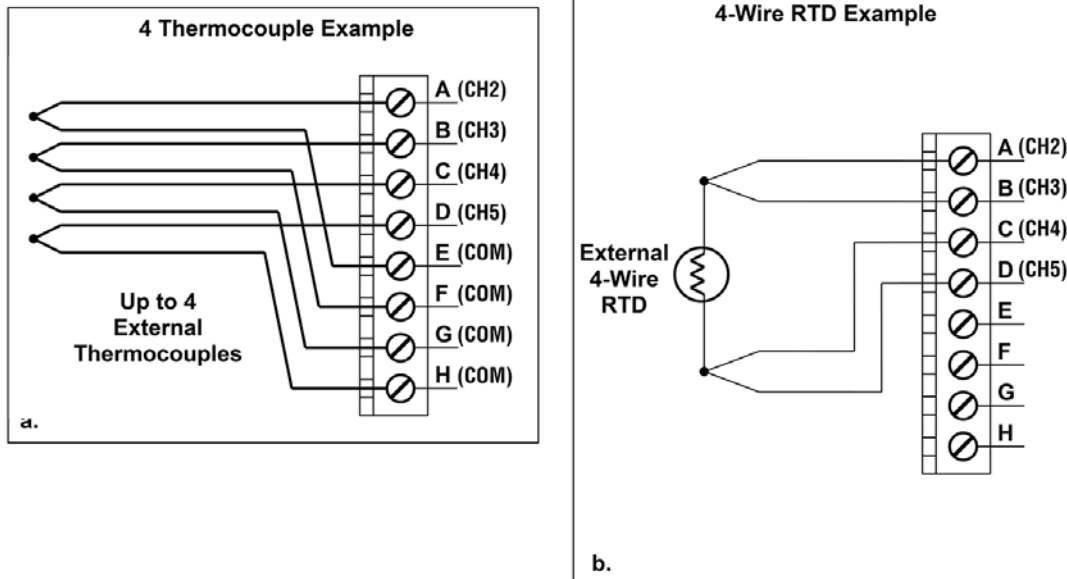 4 Thermocouple Example
A (CH2)
B (CH3)
C (CH4)
D (CH5)
E (COM)
F (COM)
G (COM)
H (COM)
Up to 4
External
Thermocouples
a.
4-Wire RTD Example
A (CH2)
B (CH3)
C (CH4)
D (CH5)
E
F
G
H
External
4-Wire
RTD
b.